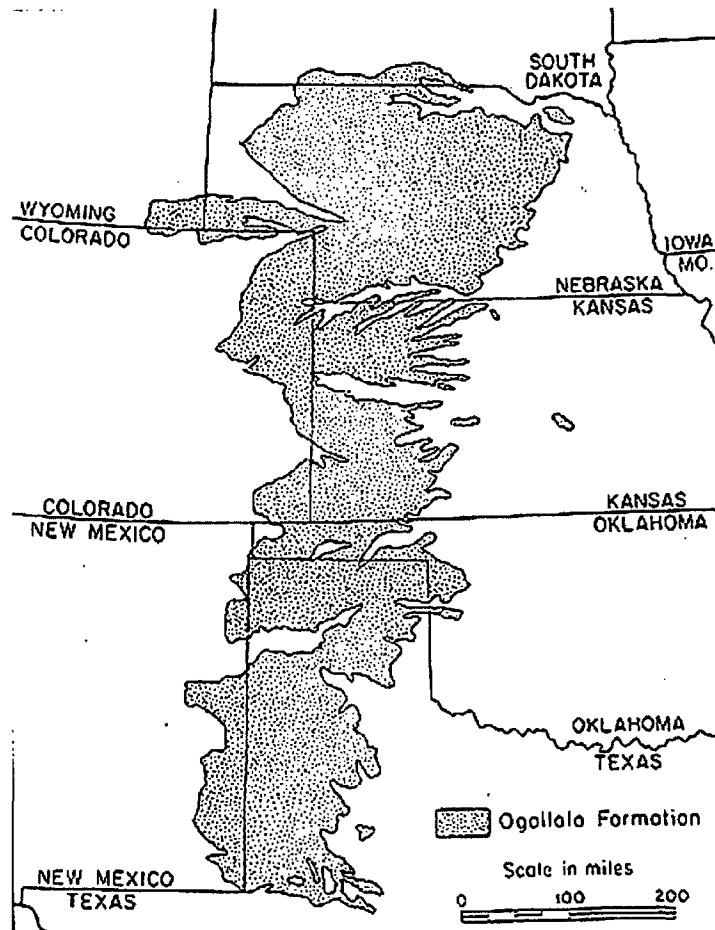 SOUTH
DAKOTA
WYOMING
COLORADO
IOWA
MO.
NEBRASKA
KANSAS
COLORADO
NEW MEXICO
KANSAS
OKLAHOMA
OKLAHOMA
TEXAS
Ogallala Formation
NEW MEXICO
TEXAS
Scale in miles
0 100 200